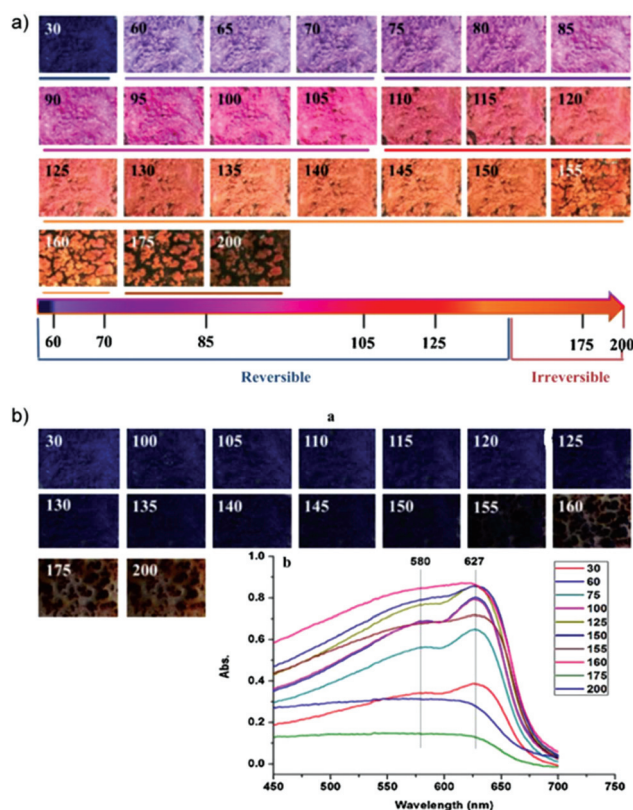 a)
30 60 65 70 75 80 85
90 95 100 105 110 115 120
125 130 135 140 145 150 155
160 175 200
60 70 85 105 125 175 200
Reversible Irreversible
b) a
30 100 105 110 115 120 125
130 135 140 145 150 155 160
175 200
b 580 627
1.0
0.8
0.6
0.4
0.2
0.0
Abs.
30
60
75
100
125
150
155
160
175
200
450 500 550 600 650 700 750
Wavelength (nm)